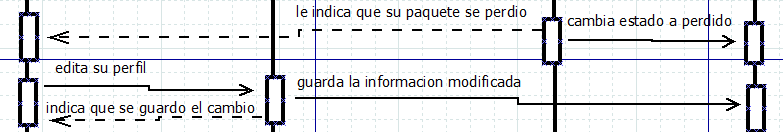 le indica que su paquete se perdio
cambia estado a perdido
edita su perfil
guarda la informacion modificada
indica que se guardo el cambio